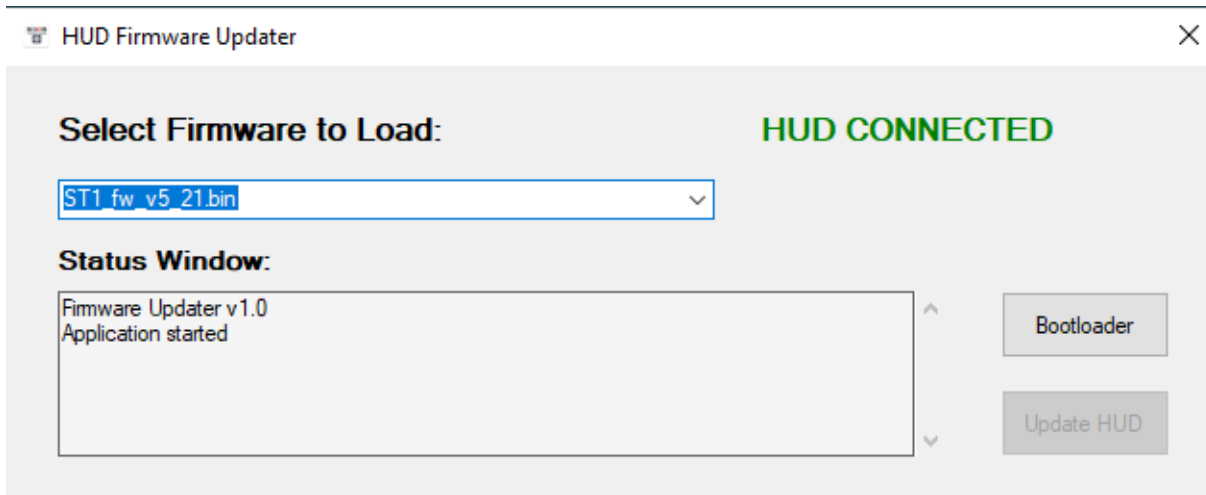 HUD Firmware Updater
Select Firmware to Load:
HUD CONNECTED
ST1_fw_v5_21.bin
Status Window:
Firmware Updater v1.0
Application started
Bootloader
Update HUD